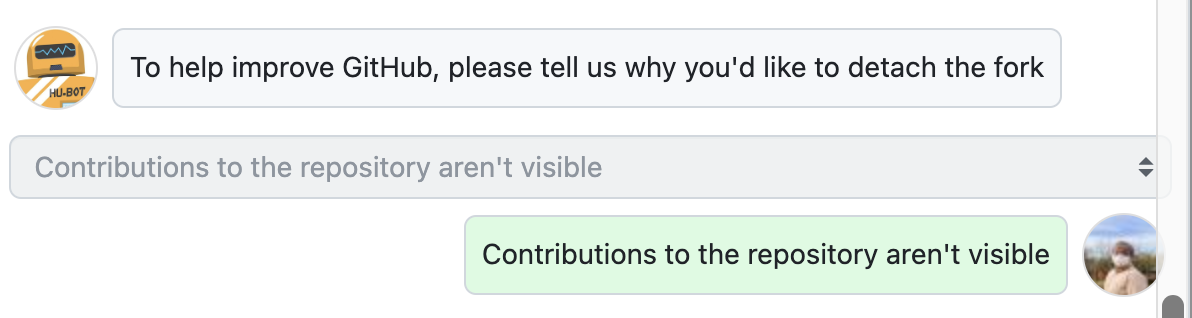 To help improve GitHub, please tell us why you'd like to detach the fork
HU-BOT
Contributions to the repository aren't visible
Contributions to the repository aren't visible